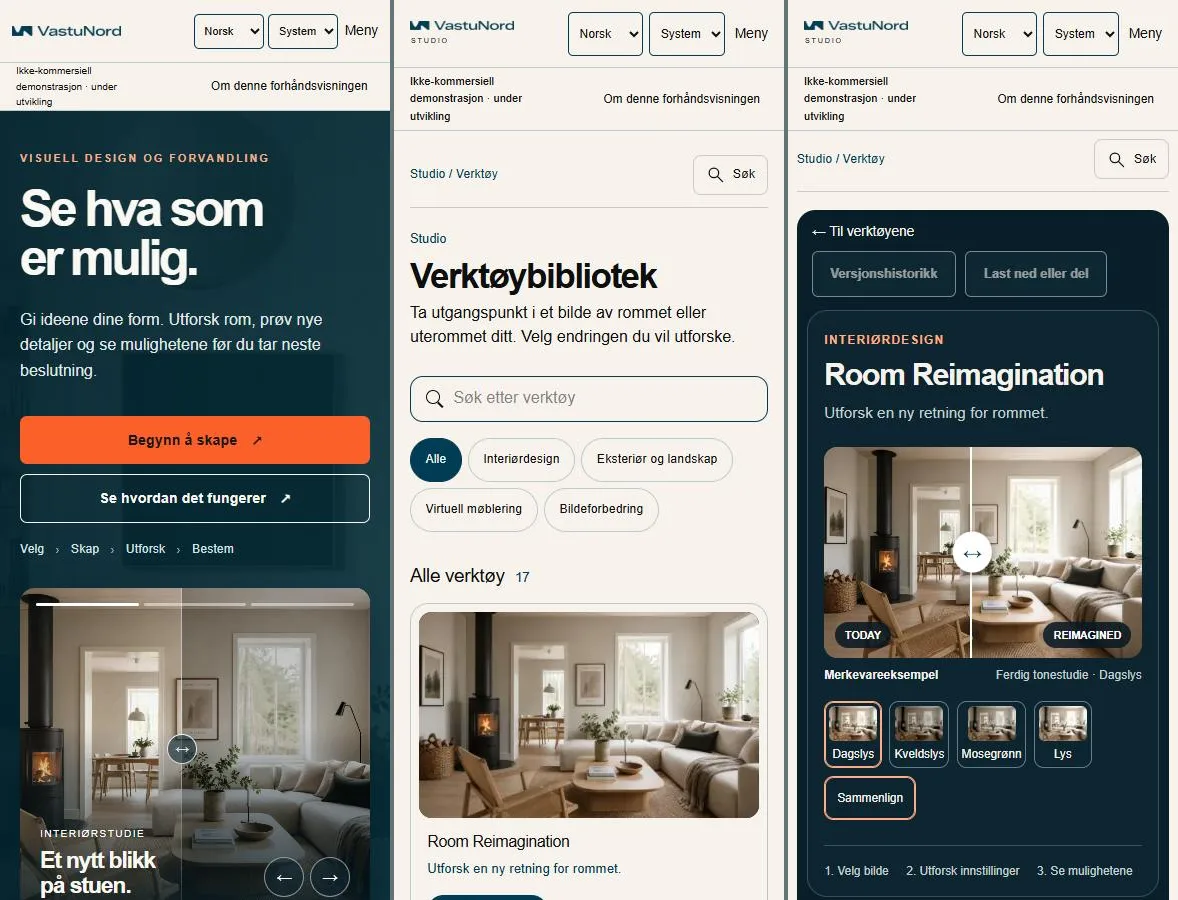 VastuNord
Norsk
System
Meny
Ikke-kommersiell
demonstrasjon · under
utvikling
Om denne forhåndsvisningen
VISUELL DESIGN OG FORVANDLING
Se hva som
er mulig.
Gi ideene dine form. Utforsk rom, prøv nye
detaljer og se mulighetene før du tar neste
beslutning.
Begynn å skape ↗
Se hvordan det fungerer ↗
Velg › Skap › Utforsk › Bestem
INTERIØRSTUDIE
Et nytt blikk
på stuen.
← →
VastuNord
STUDIO
Norsk
System
Meny
Ikke-kommersiell
demonstrasjon · under
utvikling
Om denne forhåndsvisningen
Studio / Verktøy
Søk
Studio
Verktøybibliotek
Ta utgangspunkt i et bilde av rommet eller
uterommet ditt. Velg endringen du vil utforske.
Søk etter verktøy
Alle
Interiørdesign
Eksteriør og landskap
Virtuell møblering
Bildeforbedring
Alle verktøy 17
Room Reimagination
Utforsk en ny retning for rommet.
VastuNord
STUDIO
Norsk
System
Meny
Ikke-kommersiell
demonstrasjon · under
utvikling
Om denne forhåndsvisningen
Studio / Verktøy
Søk
← Til verktøyene
Versjonshistorikk
Last ned eller del
INTERIØRDESIGN
Room Reimagination
Utforsk en ny retning for rommet.
TODAY
REIMAGINED
Merkevareeksempel
Ferdig tonestudie · Dagslys
Dagslys
Kveldslys
Mosegrønn
Lys
Sammenlign
1. Velg bilde
2. Utforsk innstillinger
3. Se mulighetene